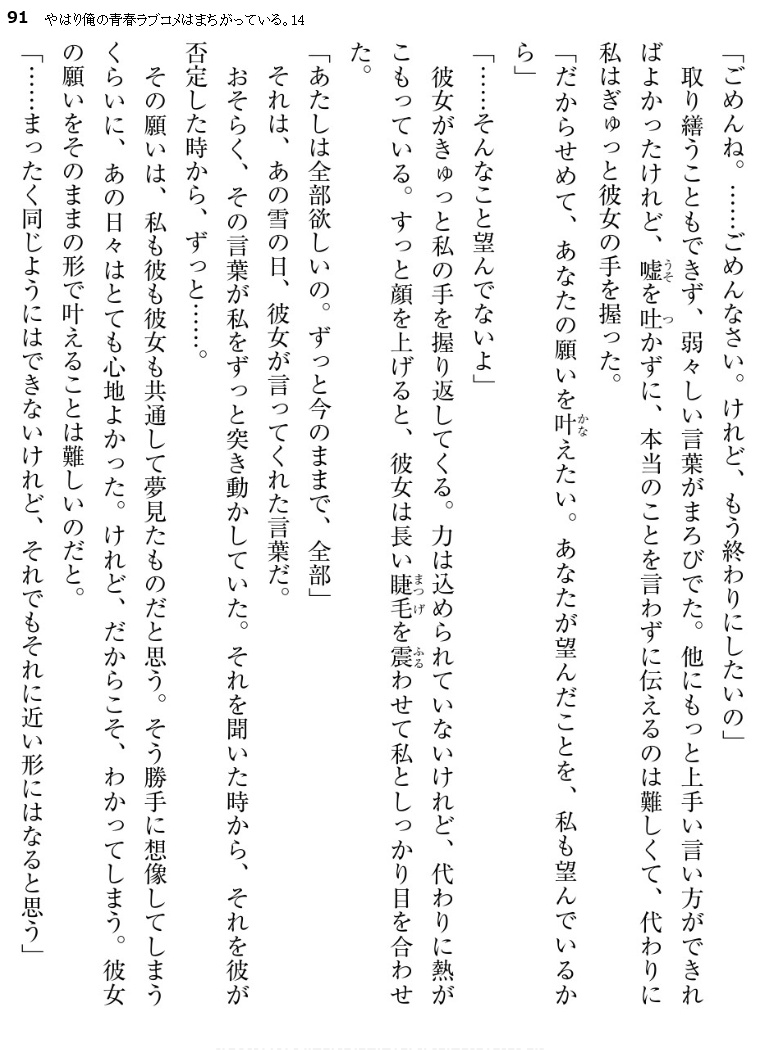 91 やはり俺の青春ラブコメはまちがっている。14
「ごめんね。……ごめんなさい。けれど、もう終わりにしたいの」
取り繕うこともできず、弱々しい言葉がまろびでた。他にもっと上手い言い方ができれ
ばよかったけれど、嘘を吐かずに、本当のことを言わずに伝えるのは難しくて、代わりに
私はぎゅっと彼女の手を握った。
「だからせめて、あなたの願いを叶えたい。あなたが望んだことを、私も望んでいるか
ら」
「……そんなこと望んでないよ」
彼女がきゅっと私の手を握り返してくる。力は込められていないけれど、代わりに熱が
こもっている。すっと顔を上げると、彼女は長い睫毛を震わせて私としっかり目を合わせ
た。
「あたしは全部欲しいの。ずっと今のままで、全部」
それは、あの雪の日、彼女が言ってくれた言葉だ。
おそらく、その言葉が私をずっと突き動かしていた。それを聞いた時から、それを彼が
否定した時から、ずっと……。
その願いは、私も彼も彼女も共通して夢見たものだと思う。そう勝手に想像してしまう
くらいに、あの日々はとても心地よかった。けれど、だからこそ、わかってしまう。彼女
の願いをそのままの形で叶えることは難しいのだと。
「……まったく同じようにはできないけれど、それでもそれに近い形にはなると思う」